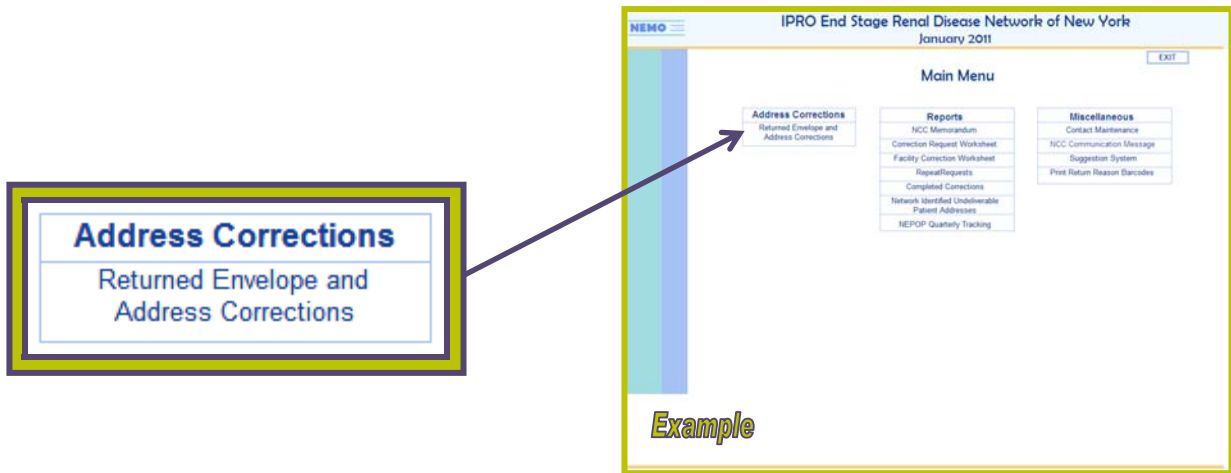 Address Corrections
Returned Envelope and
Address Corrections
NEMO
IPRO End Stage Renal Disease Network of New York
January 2011
EXIT
Main Menu
Address Corrections
Returned Envelope and
Address Corrections
Reports
NCC Memorandum
Correction Request Worksheet
Facility Correction Worksheet
RepeatRequests
Completed Corrections
Network Identified Undeliverable
Patient Addresses
NEPOP Quarterly Tracking
Miscellaneous
Contact Maintenance
NCC Communication Message
Suggestion System
Print Return Reason Barcodes
Example